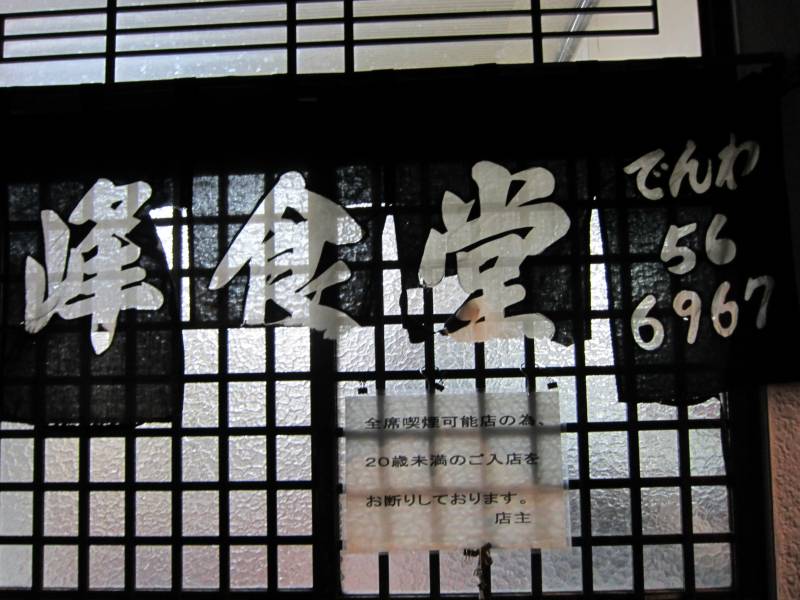 峰食堂
でんわ
56
6967
全席喫煙可能店の為、
20歳未満のご入店を
お断りしております。
店主